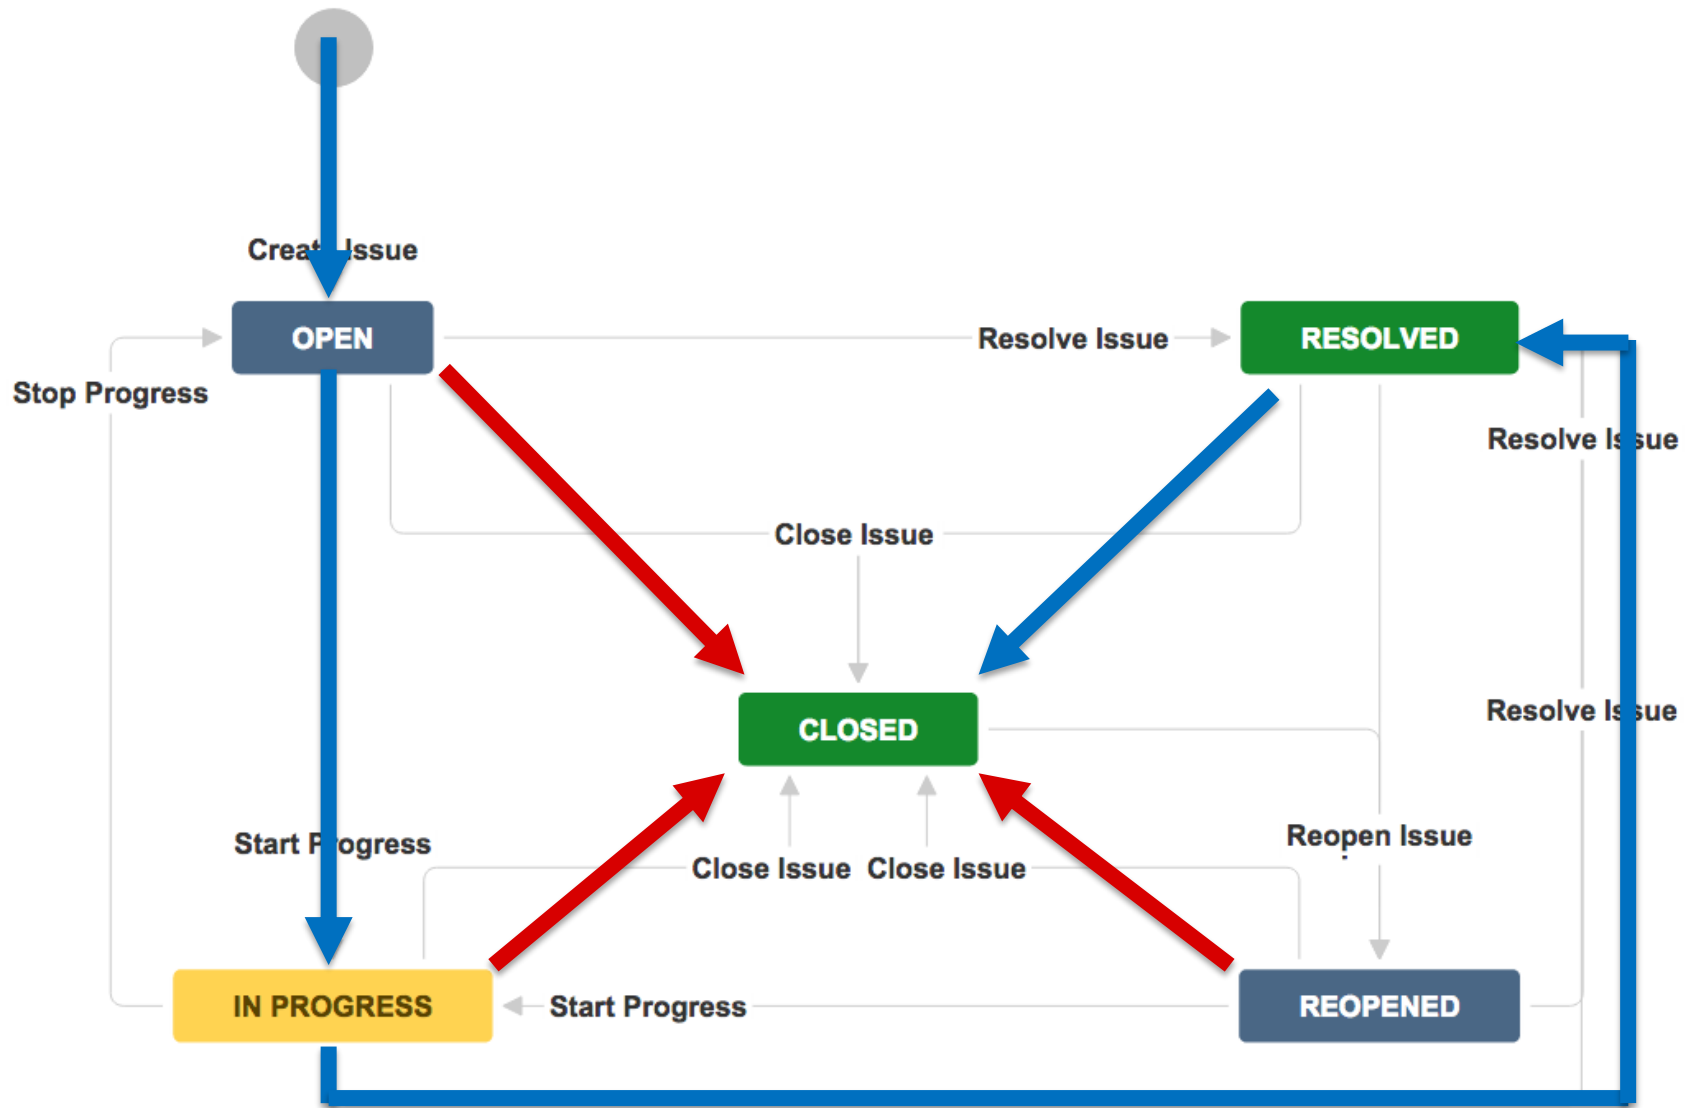 Create Issue
OPEN
Resolve Issue
RESOLVED
Stop Progress
Resolve Issue
Close Issue
Resolve Issue
CLOSED
Start Progress
Reopen Issue
Close Issue
Close Issue
IN PROGRESS
Start Progress
REOPENED